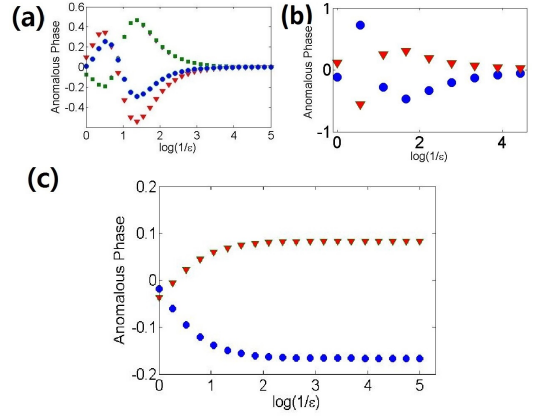 (a)
0.6
0.4
0.2
0
-0.2
-0.4
Anomalous Phase
0 1 2 3 4 5
log(1/ε)
(b)
1
0
-1
Anomalous Phase
0 2 4
log(1/ε)
(c)
0.2
0.1
0
-0.1
-0.2
Anomalous Phase
0 1 2 3 4 5
log(1/ε)